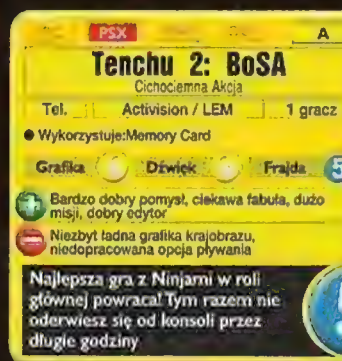 PSX
A
Tenchu 2: BoSA
Cichociemna Akcja
Tel. Activision / LEM 1 gracz
Wykorzystuje:Memory Card
Grafika Dźwięk Frajda 5
Bardzo dobry pomysł, ciekawa fabuła, dużo
misji, dobry edytor
Niezbyt ładna grafika krajobrazu,
niedopracowana opcja pływania
Najlepsza gra z Ninjami w roli
głównej powraca! Tym razem nie
oderwiesz się od konsoli przez
długie godziny